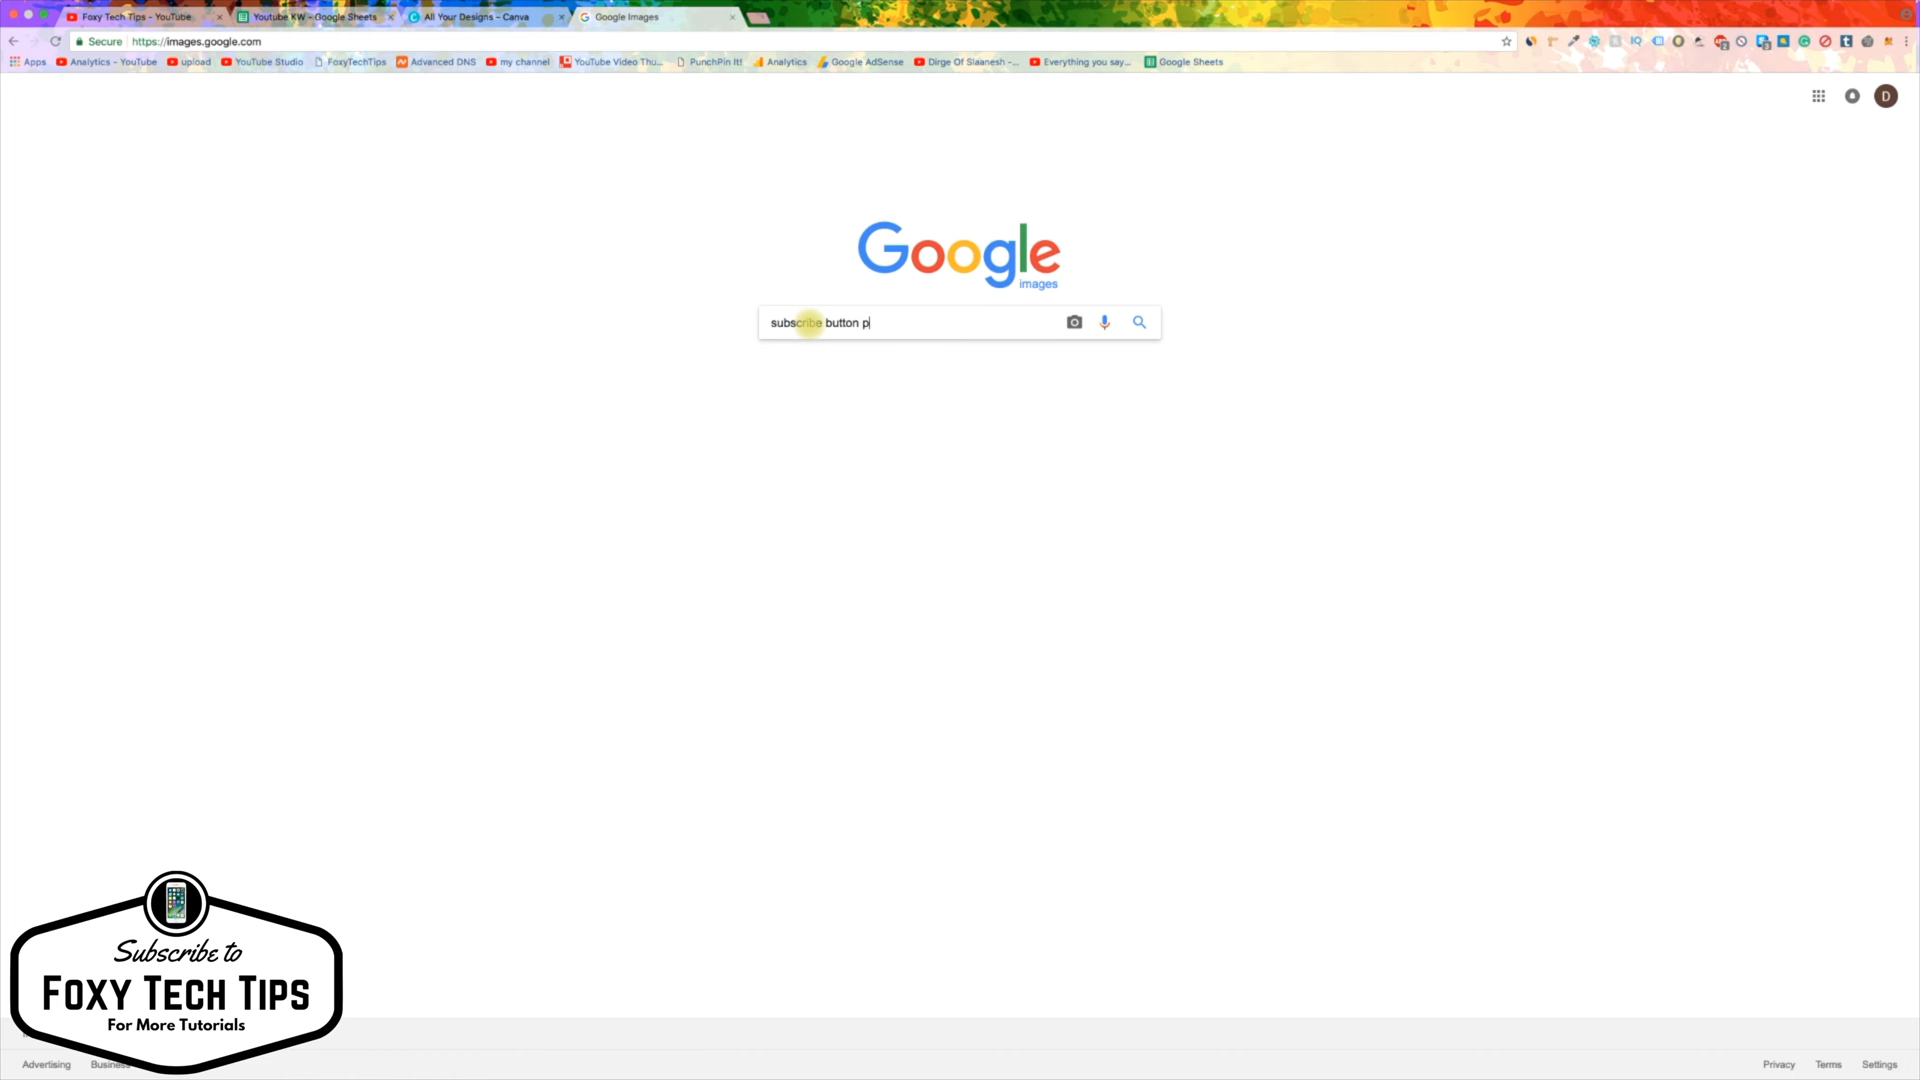 Foxy Tech Tips - YouTube
Youtube KW - Google Sheets
All Your Designs - Canva
Google Images
Secure https://images.google.com
Apps Analytics - YouTube upload YouTube Studio FoxyTechTips Advanced DNS my channel YouTube Video Thu... PunchPin It! Analytics Google AdSense Dirge Of Slaanesh -... Everything you say... Google Sheets
D
Google
images
subscribe button p
Subscribe to
Foxy Tech Tips
For More Tutorials
Advertising Privacy Terms Settings